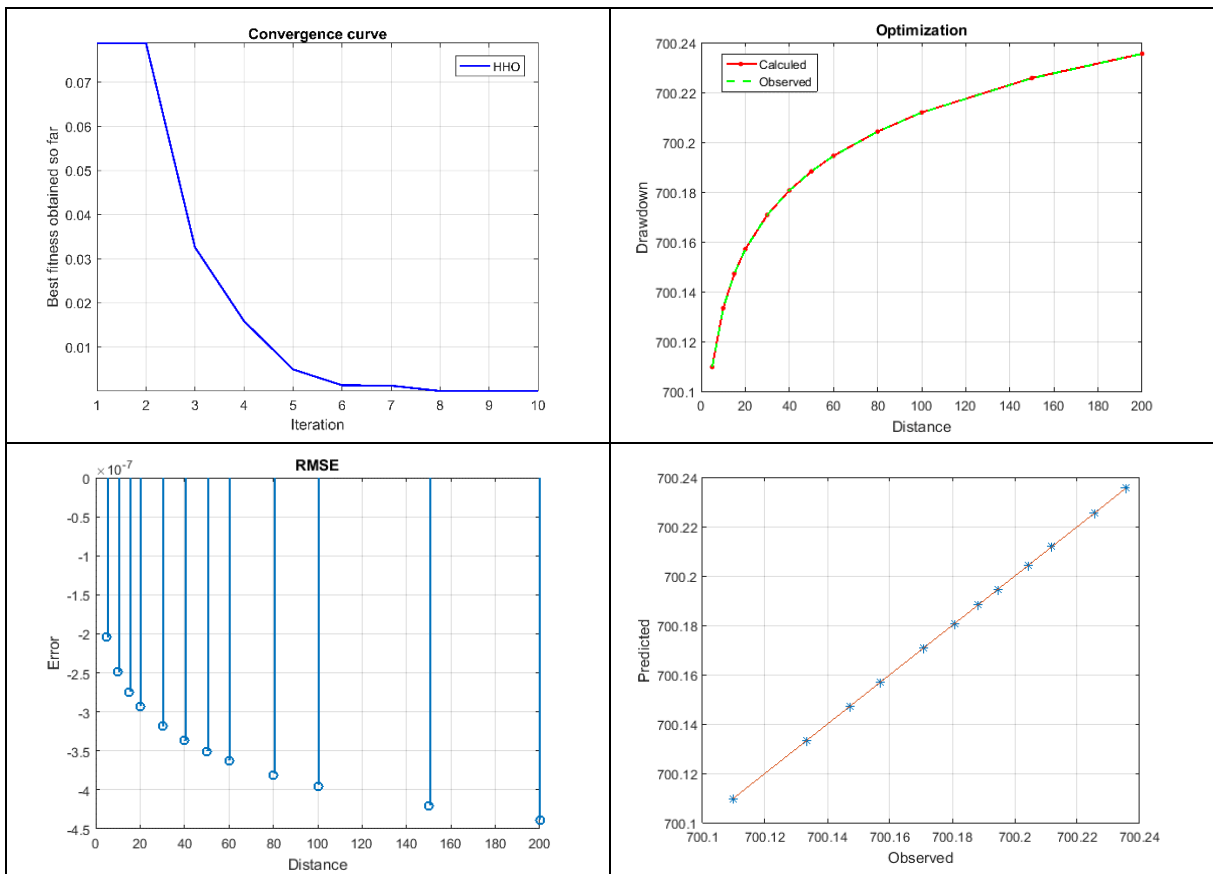 Convergence curve
HHO
0.07
0.06
0.05
0.04
0.03
0.02
0.01
Best fitness obtained so far
1 2 3 4 5 6 7 8 9 10
Iteration
Optimization
Calculed
Observed
700.24
700.22
700.2
700.18
700.16
700.14
700.12
700.1
Drawdown
0 20 40 60 80 100 120 140 160 180 200
Distance
×10^-7
RMSE
0
-0.5
-1
-1.5
-2
-2.5
-3
-3.5
-4
-4.5
Error
0 20 40 60 80 100 120 140 160 180 200
Distance
700.24
700.22
700.2
700.18
700.16
700.14
700.12
700.1
Predicted
700.1 700.12 700.14 700.16 700.18 700.2 700.22 700.24
Observed